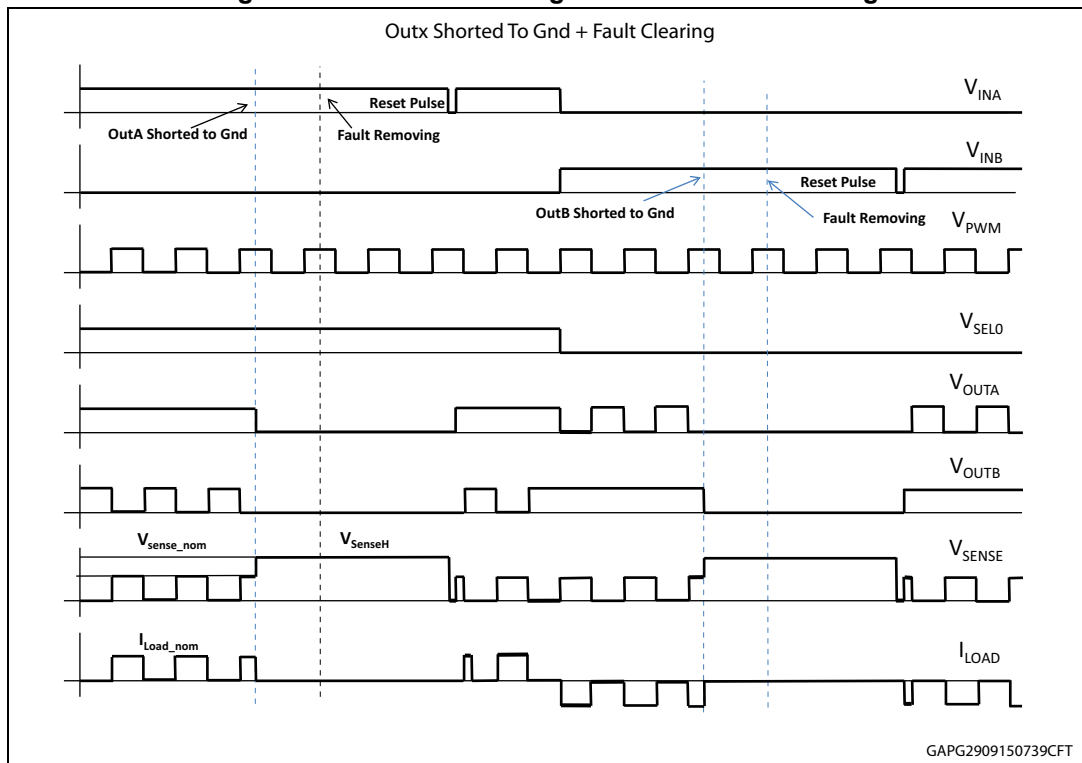 Outx Shorted To Gnd + Fault Clearing
V_INA
Reset Pulse
OutA Shorted to Gnd
Fault Removing
V_INB
Reset Pulse
OutB Shorted to Gnd
Fault Removing
V_PWM
V_SEL0
V_OUTA
V_OUTB
V_sense_nom
V_SenseH
V_SENSE
I_Load_nom
I_LOAD
GAPG2909150739CFT